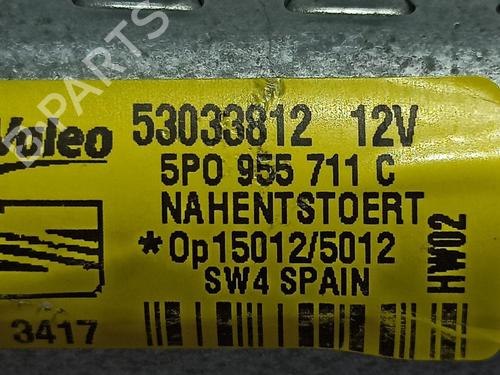 Valeo 53033812 12V
5P0 955 711 C
NAHENTSTOERT
*Op15012/5012
SW4 SPAIN
HW02
3417